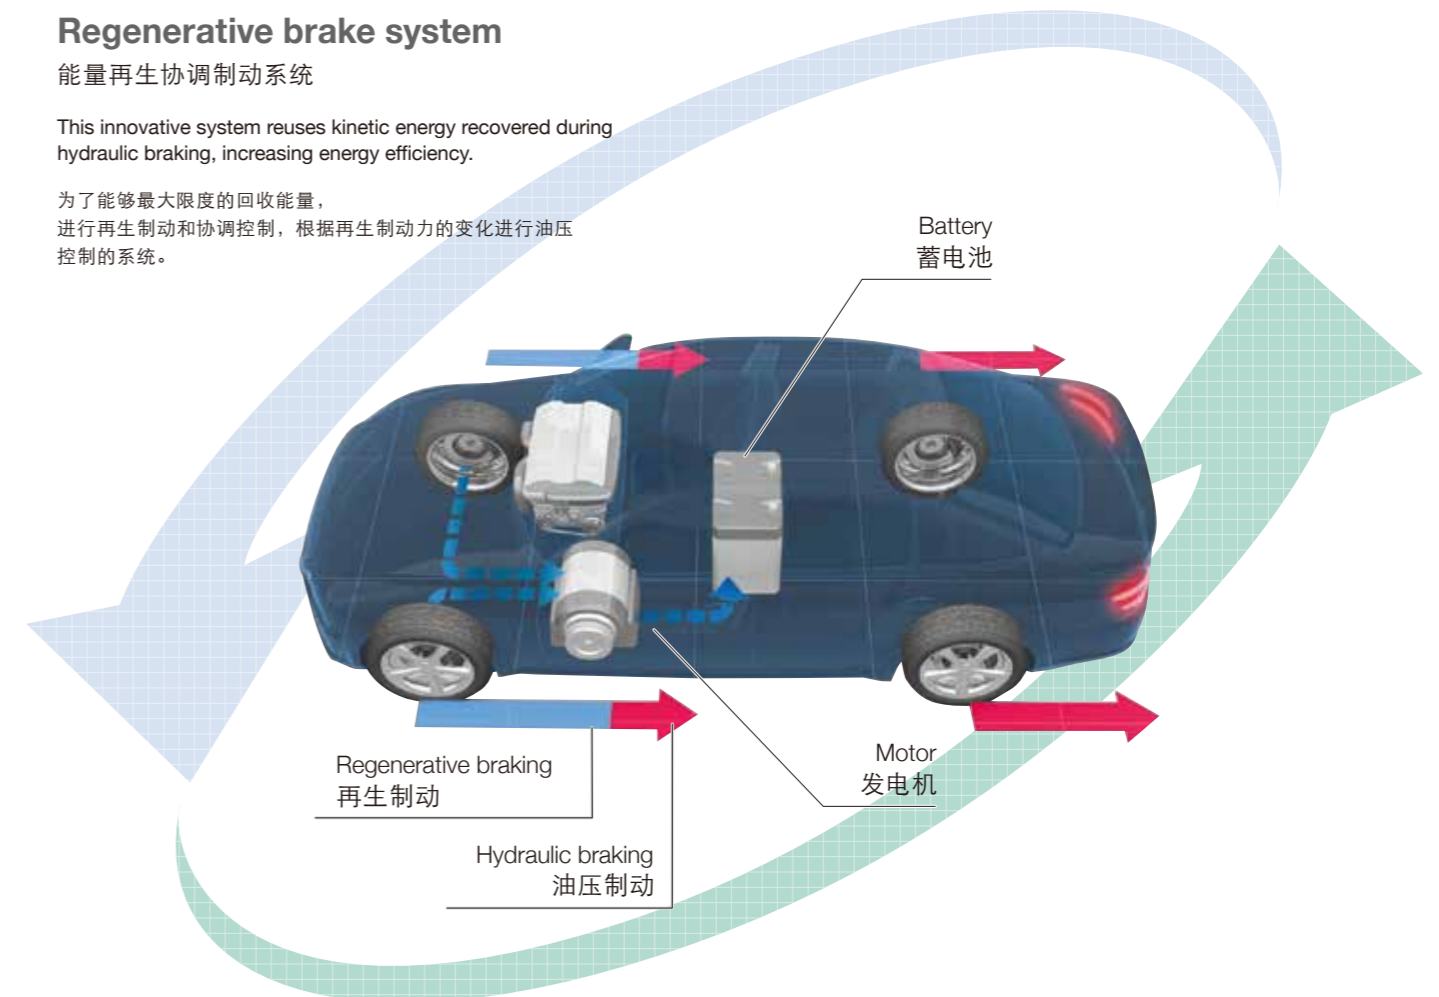 Regenerative brake system
能量再生协调制动系统
This innovative system reuses kinetic energy recovered during
hydraulic braking, increasing energy efficiency.
为了能够最大限度的回收能量，
进行再生制动和协调控制，根据再生制动力的变化进行油压
控制的系统。
Battery
蓄电池
Motor
发电机
Regenerative braking
再生制动
Hydraulic braking
油压制动